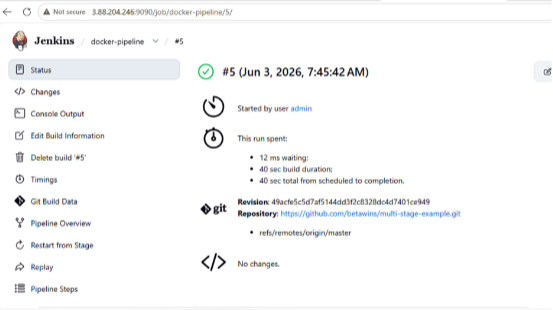 Not secure 3.88.204.246:9090/job/docker-pipeline/5/
Jenkins / docker-pipeline / #5
Status
#5 (Jun 3, 2026, 7:45:42 AM)
Changes
Started by user admin
Console Output
Edit Build Information
This run spent:
Delete build '#5'
12 ms waiting;
40 sec build duration;
Timings
40 sec total from scheduled to completion.
Git Build Data
git
Revision: 49acfe5c5d7af5144dd3f2c8328dc4d7401ce949
Repository: https://github.com/betawins/multi-stage-example.git
Pipeline Overview
refs/remotes/origin/master
Restart from Stage
Replay
No changes.
Pipeline Steps